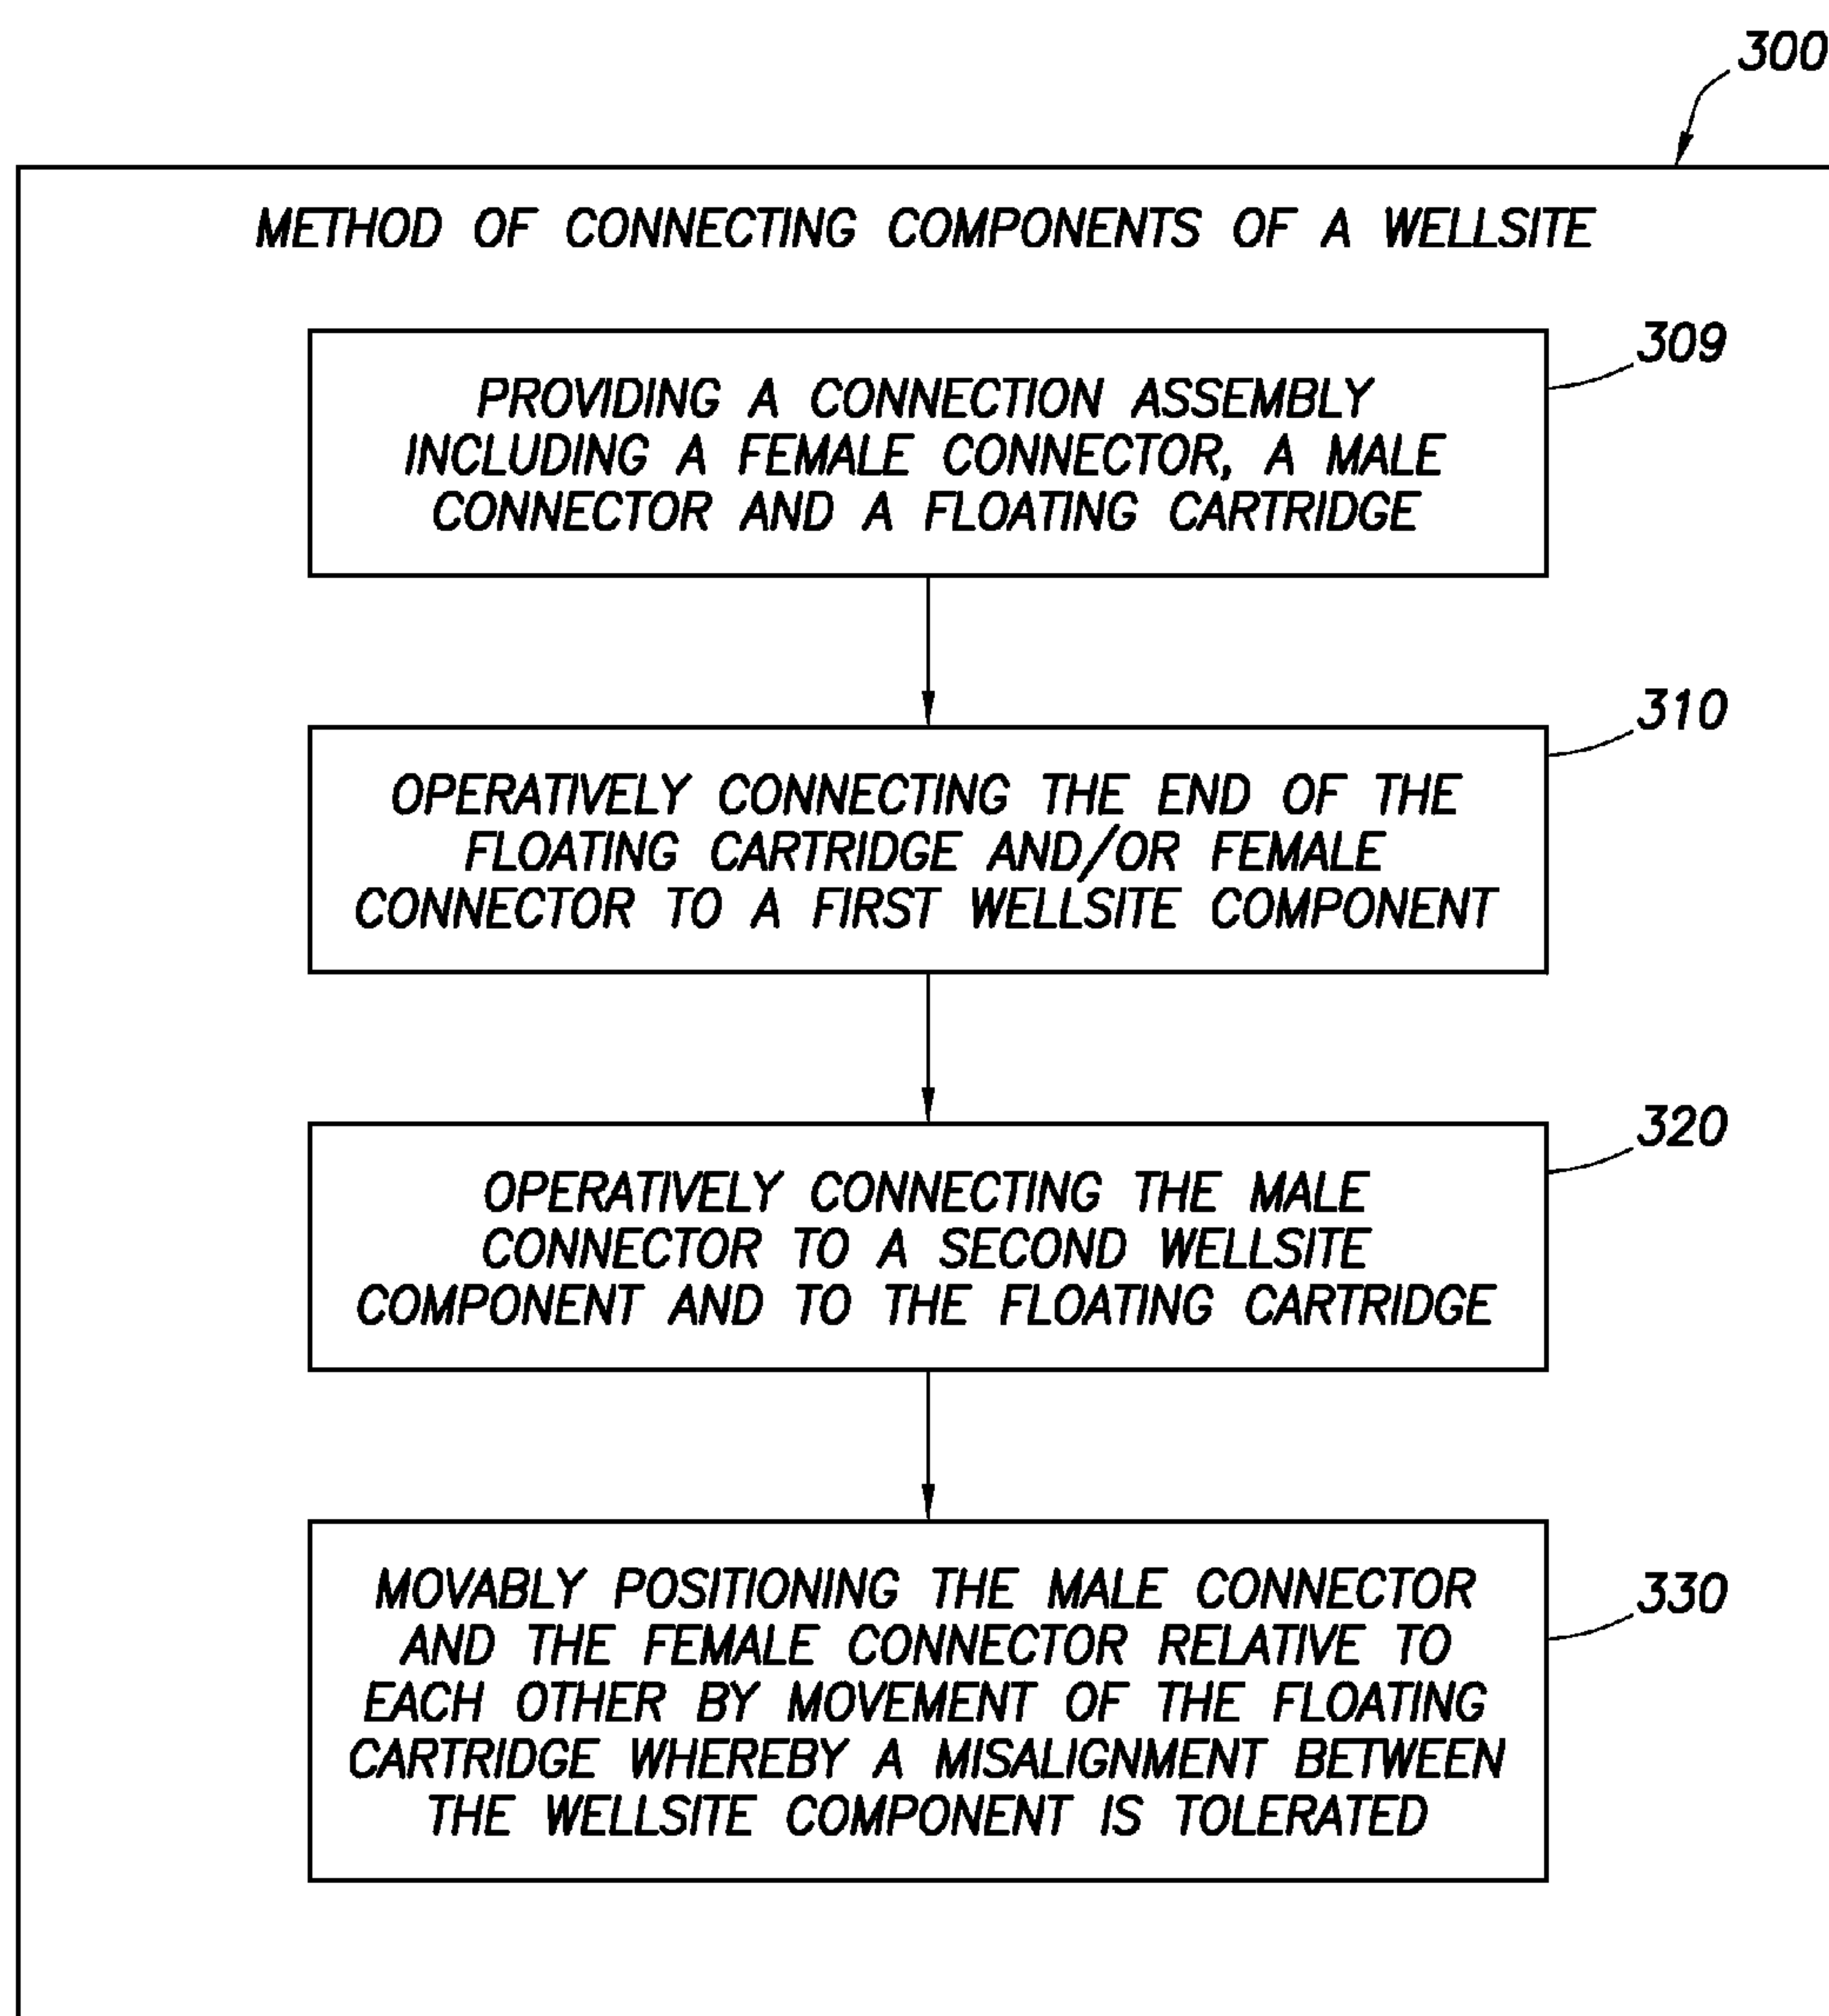 300
METHOD OF CONNECTING COMPONENTS OF A WELLSITE
309
PROVIDING A CONNECTION ASSEMBLY
INCLUDING A FEMALE CONNECTOR, A MALE
CONNECTOR AND A FLOATING CARTRIDGE
310
OPERATIVELY CONNECTING THE END OF THE
FLOATING CARTRIDGE AND/OR FEMALE
CONNECTOR TO A FIRST WELLSITE COMPONENT
320
OPERATIVELY CONNECTING THE MALE
CONNECTOR TO A SECOND WELLSITE
COMPONENT AND TO THE FLOATING CARTRIDGE
330
MOVABLY POSITIONING THE MALE CONNECTOR
AND THE FEMALE CONNECTOR RELATIVE TO
EACH OTHER BY MOVEMENT OF THE FLOATING
CARTRIDGE WHEREBY A MISALIGNMENT BETWEEN
THE WELLSITE COMPONENT IS TOLERATED